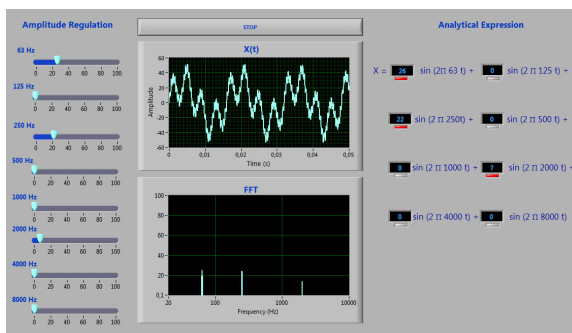 Amplitude Regulation
63 Hz
0 20 40 60 80 100
125 Hz
0 20 40 60 80 100
250 Hz
0 20 40 60 80 100
500 Hz
0 20 40 60 80 100
1000 Hz
0 20 40 60 80 100
2000 Hz
0 20 40 60 80 100
4000 Hz
0 20 40 60 80 100
8000 Hz
0 20 40 60 80 100
STOP
X(t)
Amplitude
60
40
20
0
-20
-40
-60
0 0,01 0,02 0,03 0,04 0,05
Time (s)
FFT
100
80
60
40
20
0,1
20 100 1000 10000
Frequency (Hz)
Analytical Expression
X = 26 sin (2Π 63 t) + 0 sin (2 Π 125 t) +
22 sin (2 Π 250t) + 0 sin (2 Π 500 t) +
0 sin (2 Π 1000 t) + 7 sin (2 Π 2000 t) +
0 sin (2 Π 4000 t) + 0 sin (2 Π 8000 t)